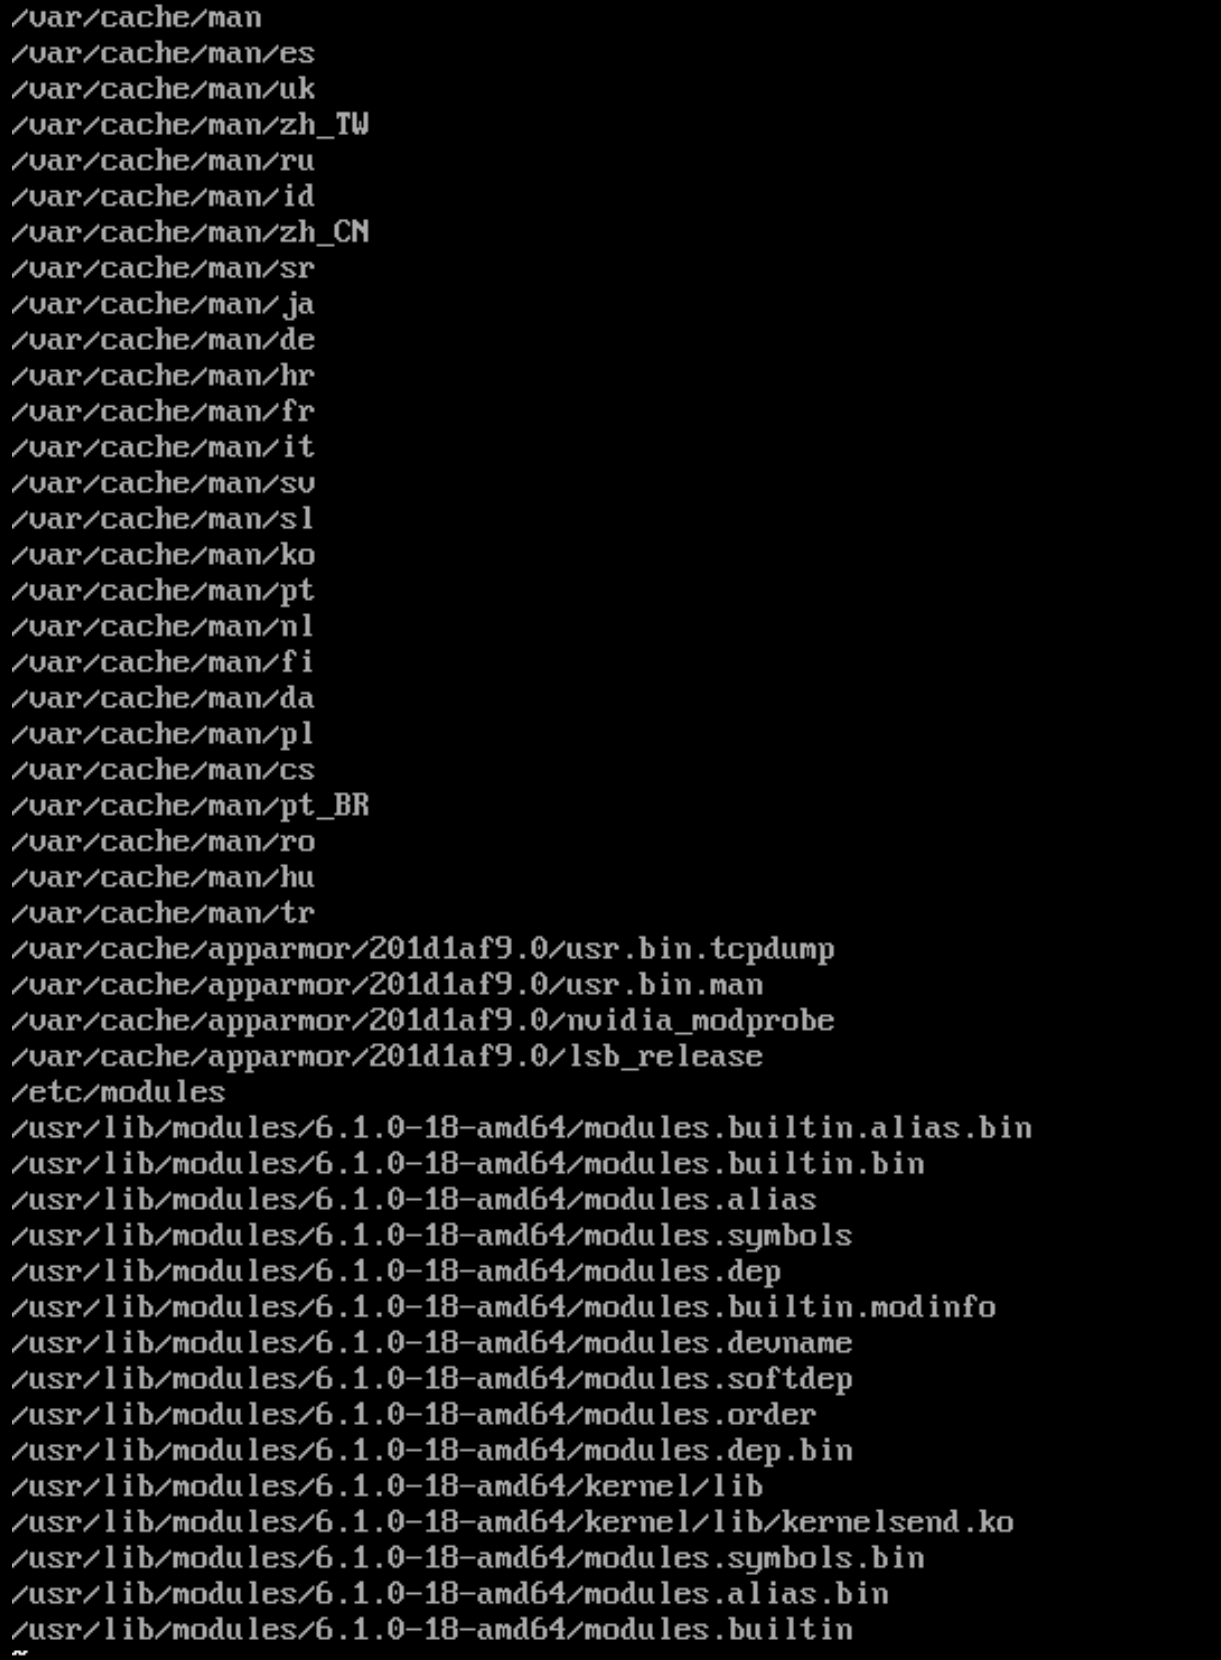 /var/cache/man
/var/cache/man/es
/var/cache/man/uk
/var/cache/man/zh_TW
/var/cache/man/ru
/var/cache/man/id
/var/cache/man/zh_CN
/var/cache/man/sr
/var/cache/man/ja
/var/cache/man/de
/var/cache/man/hr
/var/cache/man/fr
/var/cache/man/it
/var/cache/man/sv
/var/cache/man/sl
/var/cache/man/ko
/var/cache/man/pt
/var/cache/man/nl
/var/cache/man/fi
/var/cache/man/da
/var/cache/man/pl
/var/cache/man/cs
/var/cache/man/pt_BR
/var/cache/man/ro
/var/cache/man/hu
/var/cache/man/tr
/var/cache/apparmor/201d1af9.0/usr.bin.tcpdump
/var/cache/apparmor/201d1af9.0/usr.bin.man
/var/cache/apparmor/201d1af9.0/nvidia_modprobe
/var/cache/apparmor/201d1af9.0/lsb_release
/etc/modules
/usr/lib/modules/6.1.0-18-amd64/modules.builtin.alias.bin
/usr/lib/modules/6.1.0-18-amd64/modules.builtin.bin
/usr/lib/modules/6.1.0-18-amd64/modules.alias
/usr/lib/modules/6.1.0-18-amd64/modules.symbols
/usr/lib/modules/6.1.0-18-amd64/modules.dep
/usr/lib/modules/6.1.0-18-amd64/modules.builtin.modinfo
/usr/lib/modules/6.1.0-18-amd64/modules.devname
/usr/lib/modules/6.1.0-18-amd64/modules.softdep
/usr/lib/modules/6.1.0-18-amd64/modules.order
/usr/lib/modules/6.1.0-18-amd64/modules.dep.bin
/usr/lib/modules/6.1.0-18-amd64/kernel/lib
/usr/lib/modules/6.1.0-18-amd64/kernel/lib/kernelsend.ko
/usr/lib/modules/6.1.0-18-amd64/modules.symbols.bin
/usr/lib/modules/6.1.0-18-amd64/modules.alias.bin
/usr/lib/modules/6.1.0-18-amd64/modules.builtin
~